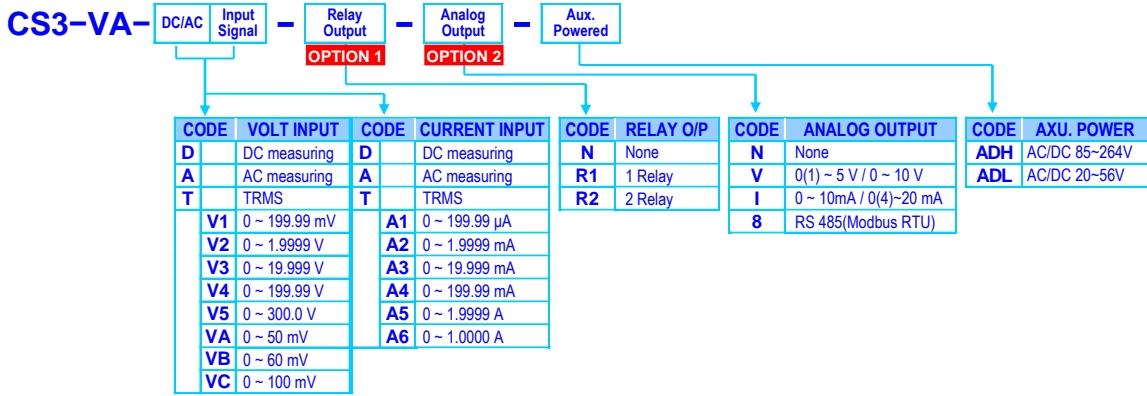 CS3−VA− DC/AC Input Signal − Relay Output − Analog Output − Aux. Powered
OPTION 1 OPTION 2
CODE VOLT INPUT CODE CURRENT INPUT CODE RELAY O/P CODE ANALOG OUTPUT CODE AXU. POWER
D DC measuring D DC measuring N None N None ADH AC/DC 85~264V
A AC measuring A AC measuring R1 1 Relay V 0(1) ~ 5 V / 0 ~ 10 V ADL AC/DC 20~56V
T TRMS T TRMS R2 2 Relay I 0 ~ 10mA / 0(4)~20 mA
V1 0 ~ 199.99 mV A1 0 ~ 199.99 µA 8 RS 485(Modbus RTU)
V2 0 ~ 1.9999 V A2 0 ~ 1.9999 mA
V3 0 ~ 19.999 V A3 0 ~ 19.999 mA
V4 0 ~ 199.99 V A4 0 ~ 199.99 mA
V5 0 ~ 300.0 V A5 0 ~ 1.9999 A
VA 0 ~ 50 mV A6 0 ~ 1.0000 A
VB 0 ~ 60 mV
VC 0 ~ 100 mV